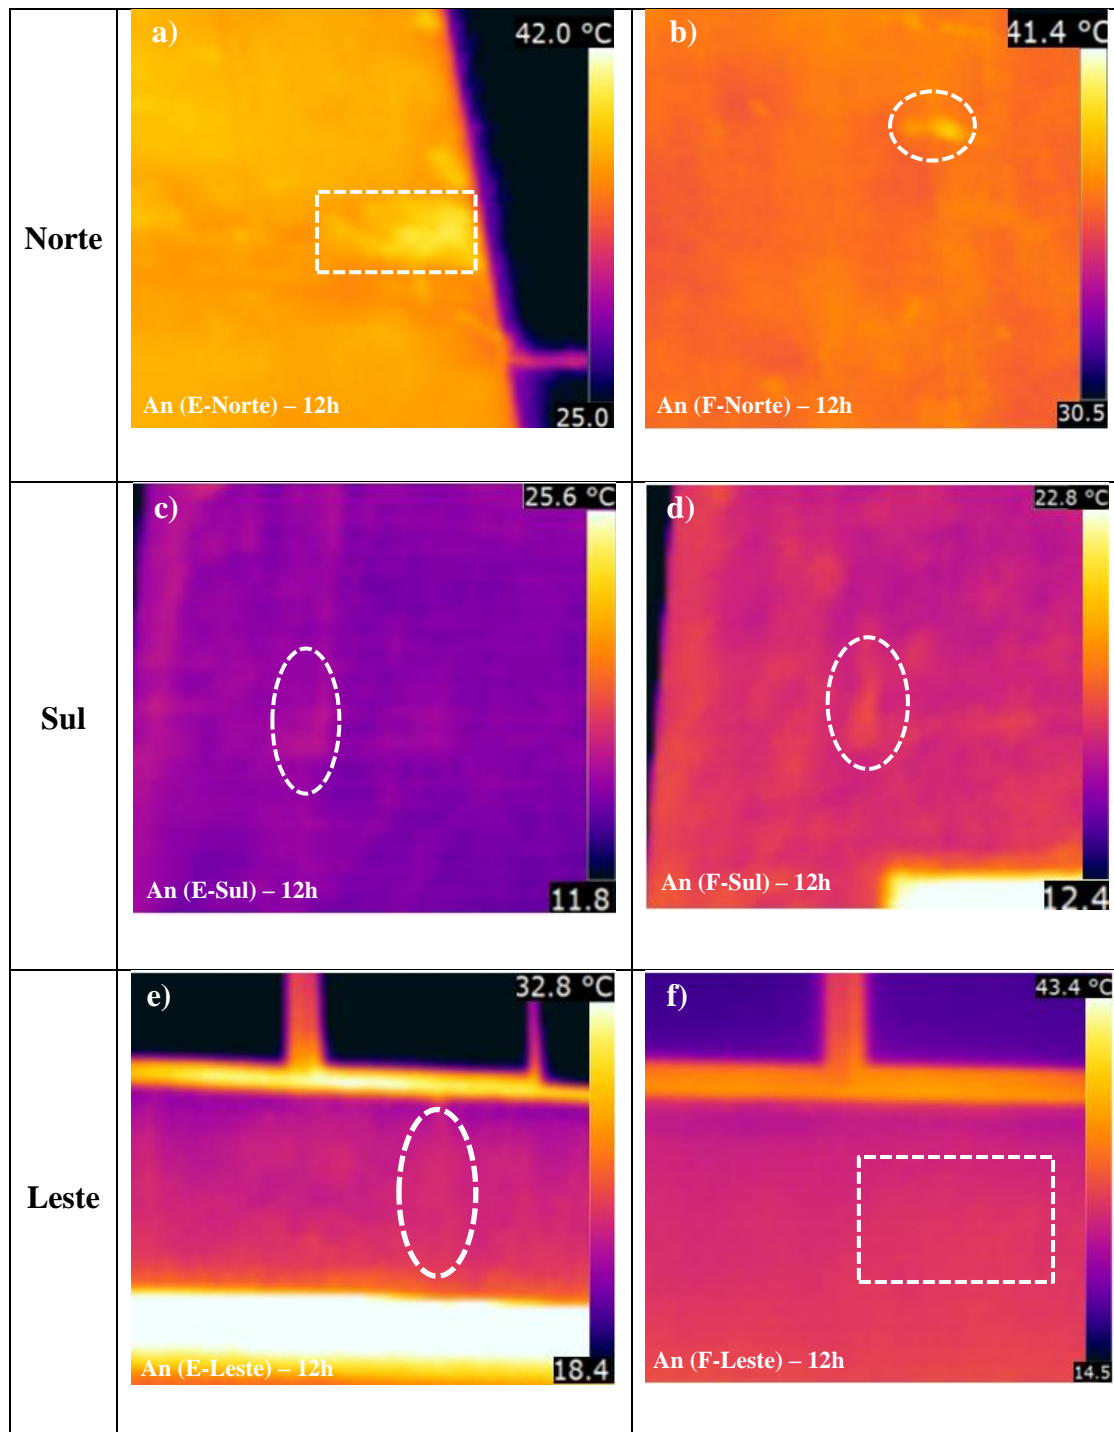 a)
42.0 °C
b)
41.4 °C
Norte
An (E-Norte) – 12h
25.0
An (F-Norte) – 12h
30.5
c)
25.6 °C
d)
22.8 °C
Sul
An (E-Sul) – 12h
11.8
An (F-Sul) – 12h
12.4
e)
32.8 °C
f)
43.4 °C
Leste
An (E-Leste) – 12h
18.4
An (F-Leste) – 12h
14.5